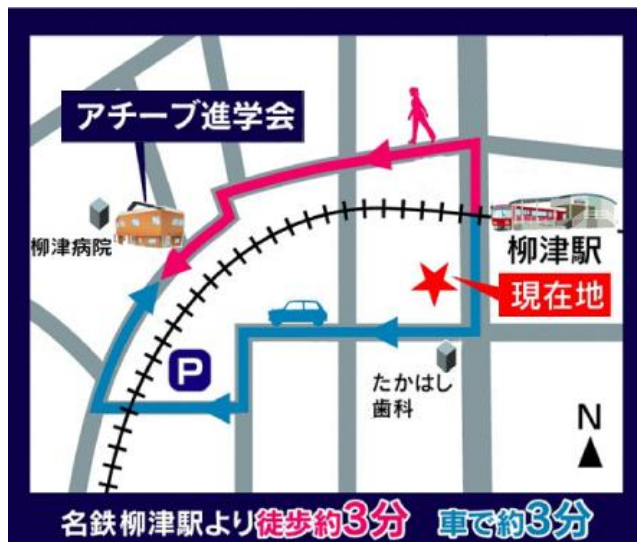 アチーブ進学会
柳津病院
柳津駅
現在地
P
たかはし
歯科
N
名鉄柳津駅より徒歩約3分 車で約3分